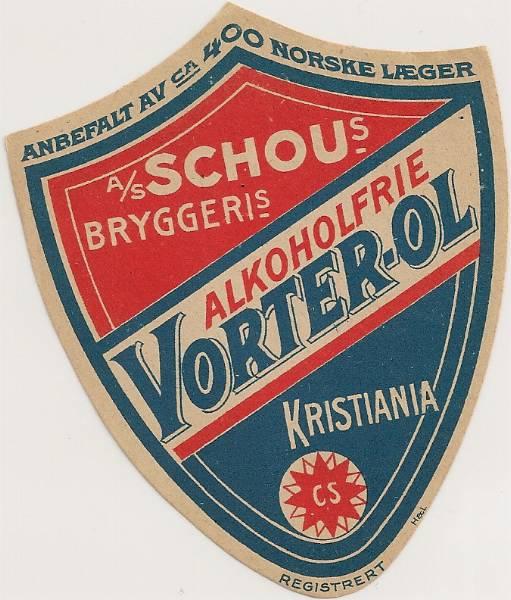 ANBEFALT AV CA 400 NORSKE LÆGER
A/S SCHOUS
BRYGGERIS
ALKOHOLFRIE
VORTER-OL
KRISTIANIA
CS
REGISTRERT